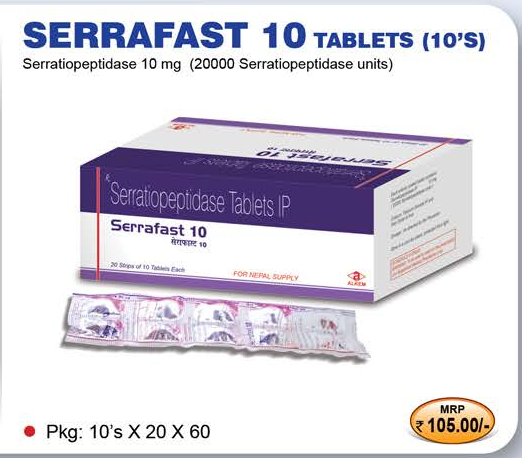 SERRAFAST 10 TABLETS (10'S)
Serratiopeptidase 10 mg (20000 Serratiopeptidase units)
Serrafast 10
Serratiopeptidase Tablets IP
Serrafast 10
सेराफास्ट 10
20 Strips of 10 Tablets Each
FOR NEPAL SUPPLY
ALKEM
Pkg: 10's X 20 X 60
MRP
₹ 105.00/-